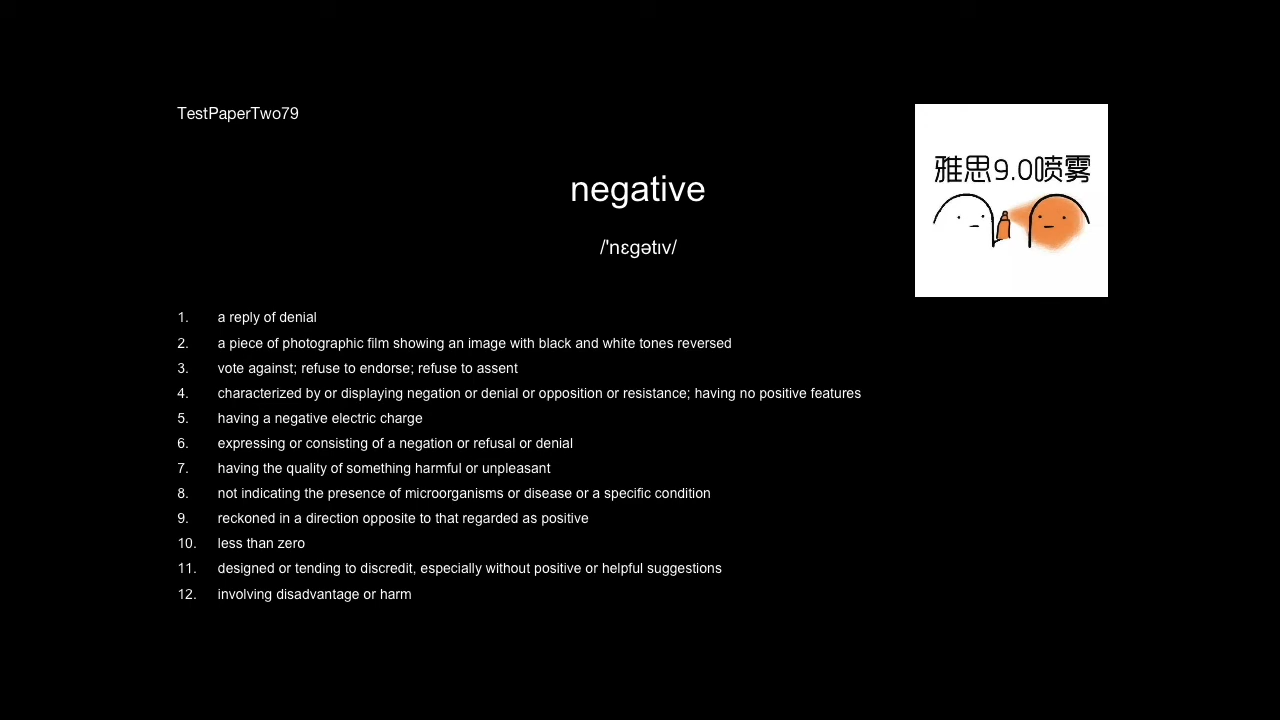 TestPaperTwo79
雅思9.0喷雾
negative
/'nɛgətɪv/
1. a reply of denial
2. a piece of photographic film showing an image with black and white tones reversed
3. vote against; refuse to endorse; refuse to assent
4. characterized by or displaying negation or denial or opposition or resistance; having no positive features
5. having a negative electric charge
6. expressing or consisting of a negation or refusal or denial
7. having the quality of something harmful or unpleasant
8. not indicating the presence of microorganisms or disease or a specific condition
9. reckoned in a direction opposite to that regarded as positive
10. less than zero
11. designed or tending to discredit, especially without positive or helpful suggestions
12. involving disadvantage or harm